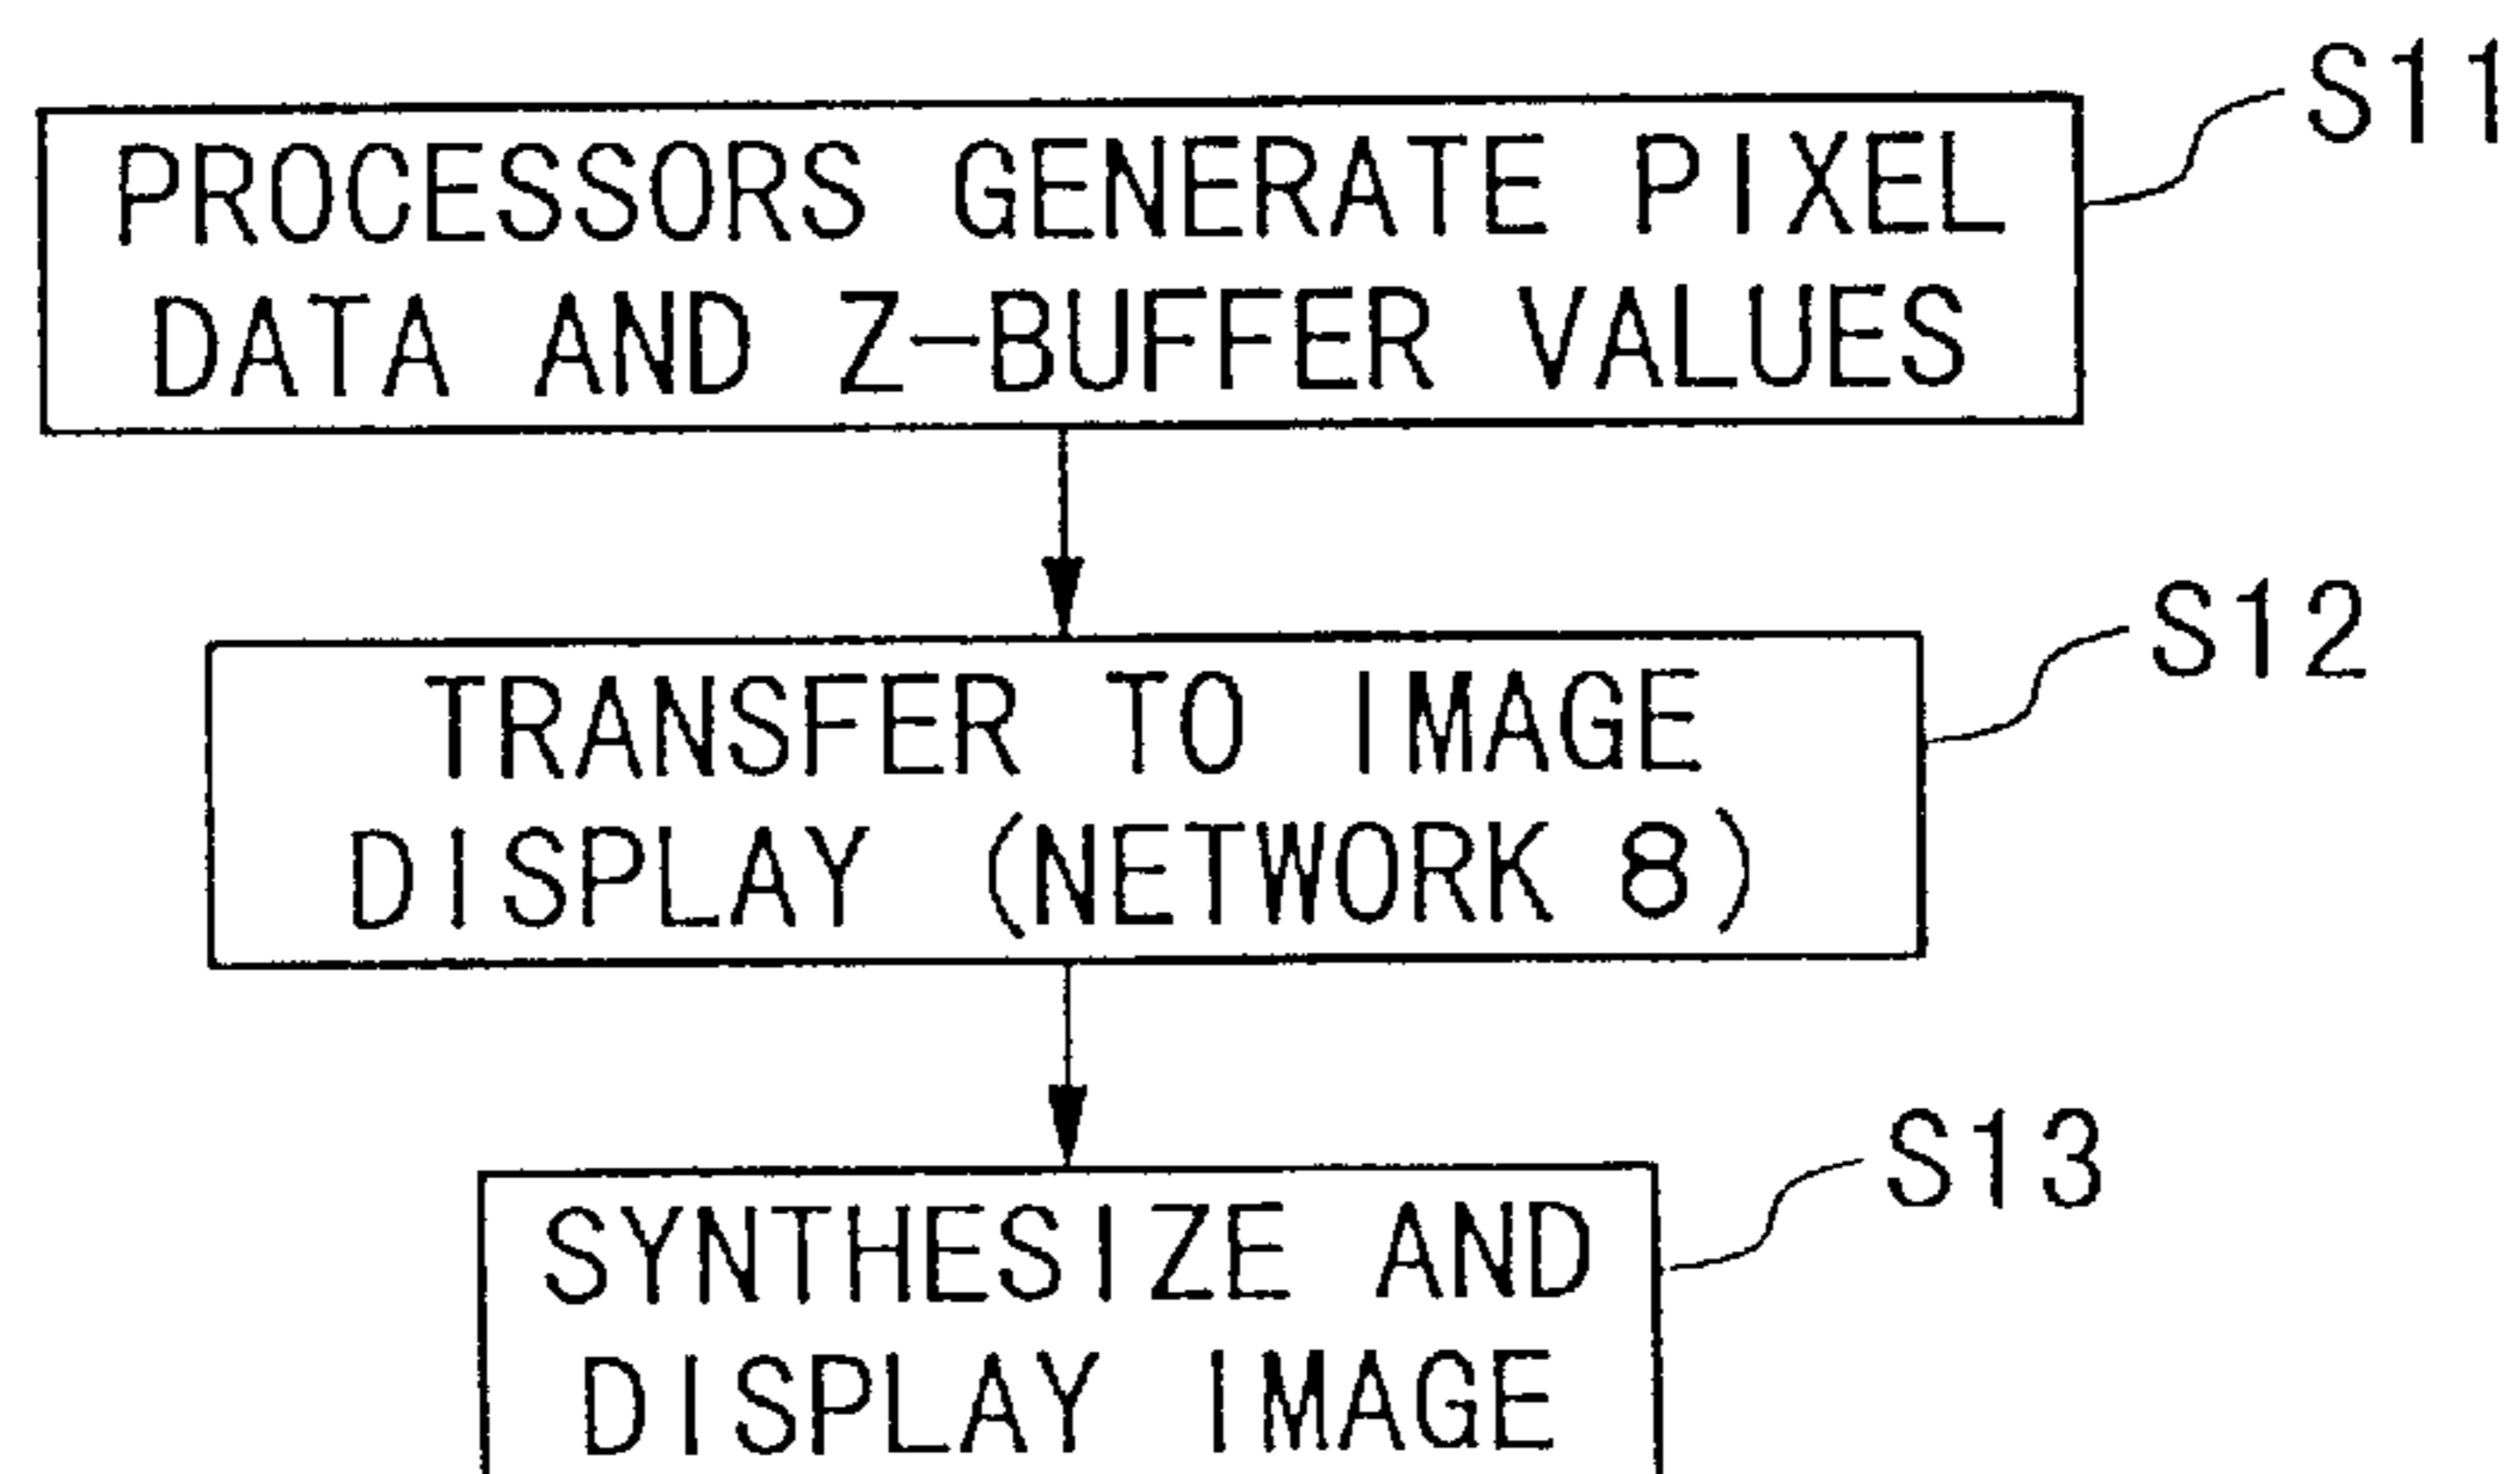 S11
PROCESSORS GENERATE PIXEL
DATA AND Z-BUFFER VALUES
S12
TRANSFER TO IMAGE
DISPLAY (NETWORK 8)
S13
SYNTHESIZE AND
DISPLAY IMAGE